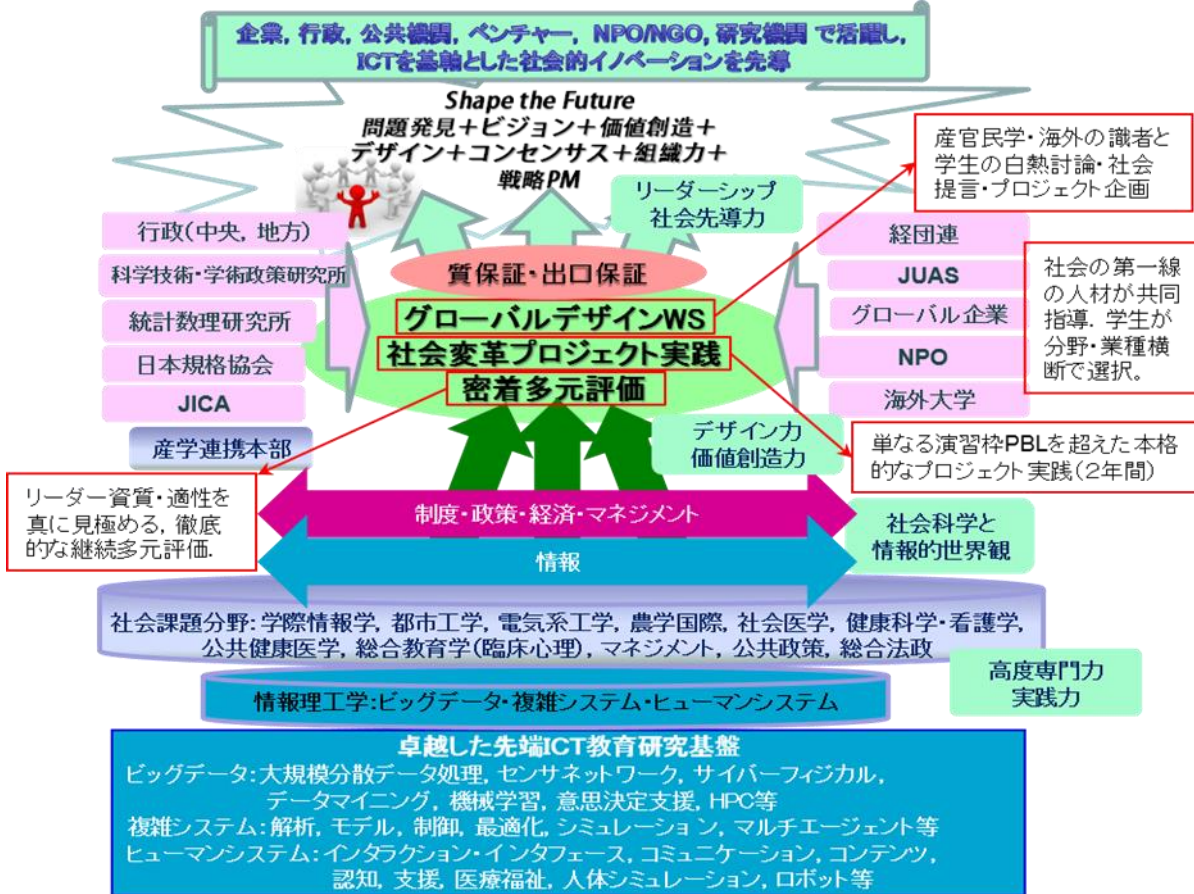 企業, 行政, 公共機関, ベンチャー, NPO/NGO, 研究機関 で活躍し,
ICTを基軸とした社会的イノベーションを先導
Shape the Future
問題発見＋ビジョン＋価値創造＋
デザイン＋コンセンサス＋組織力＋
戦略PM
リーダーシップ
社会先導力
産官民学・海外の識者と
学生の白熱討論・社会
提言・プロジェクト企画
行政(中央, 地方)
科学技術・学術政策研究所
統計数理研究所
日本規格協会
JICA
産学連携本部
質保証・出口保証
グローバルデザインWS
社会変革プロジェクト実践
密着多元評価
経団連
JUAS
グローバル企業
NPO
海外大学
社会の第一線
の人材が共同
指導. 学生が
分野・業種横
断で選択。
デザイン力
価値創造力
単なる演習枠PBLを超えた本格
的なプロジェクト実践(2年間)
リーダー資質・適性を
真に見極める, 徹底
的な継続多元評価.
制度・政策・経済・マネジメント
情報
社会科学と
情報的世界観
社会課題分野：学際情報学, 都市工学, 電気系工学, 農学国際, 社会医学, 健康科学・看護学,
公共健康医学, 総合教育学(臨床心理), マネジメント, 公共政策, 総合法政
高度専門力
実践力
情報理工学：ビッグデータ・複雑システム・ヒューマンシステム
卓越した先端ICT教育研究基盤
ビッグデータ：大規模分散データ処理, センサネットワーク, サイバーフィジカル,
データマイニング, 機械学習, 意思決定支援, HPC等
複雑システム：解析, モデル, 制御, 最適化, シミュレーション, マルチエージェント等
ヒューマンシステム：インタラクション・インタフェース, コミュニケーション, コンテンツ,
認知, 支援, 医療福祉, 人体シミュレーション, ロボット等